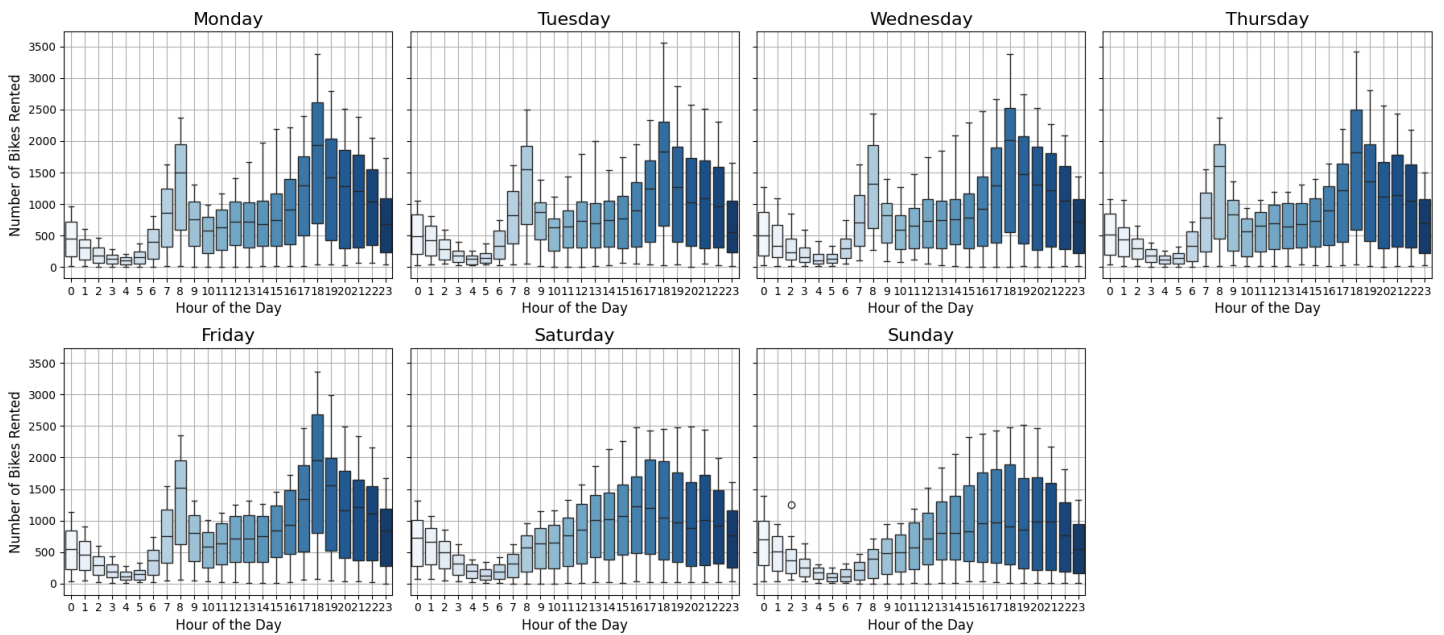 Monday
Tuesday
Wednesday
Thursday
Number of Bikes Rented
3500
3000
2500
2000
1500
1000
500
0
0 1 2 3 4 5 6 7 8 9 10 11 12 13 14 15 16 17 18 19 20 21 22 23
0 1 2 3 4 5 6 7 8 9 10 11 12 13 14 15 16 17 18 19 20 21 22 23
0 1 2 3 4 5 6 7 8 9 10 11 12 13 14 15 16 17 18 19 20 21 22 23
0 1 2 3 4 5 6 7 8 9 10 11 12 13 14 15 16 17 18 19 20 21 22 23
Hour of the Day
Hour of the Day
Hour of the Day
Hour of the Day
Friday
Saturday
Sunday
Number of Bikes Rented
3500
3000
2500
2000
1500
1000
500
0
0 1 2 3 4 5 6 7 8 9 10 11 12 13 14 15 16 17 18 19 20 21 22 23
0 1 2 3 4 5 6 7 8 9 10 11 12 13 14 15 16 17 18 19 20 21 22 23
0 1 2 3 4 5 6 7 8 9 10 11 12 13 14 15 16 17 18 19 20 21 22 23
Hour of the Day
Hour of the Day
Hour of the Day